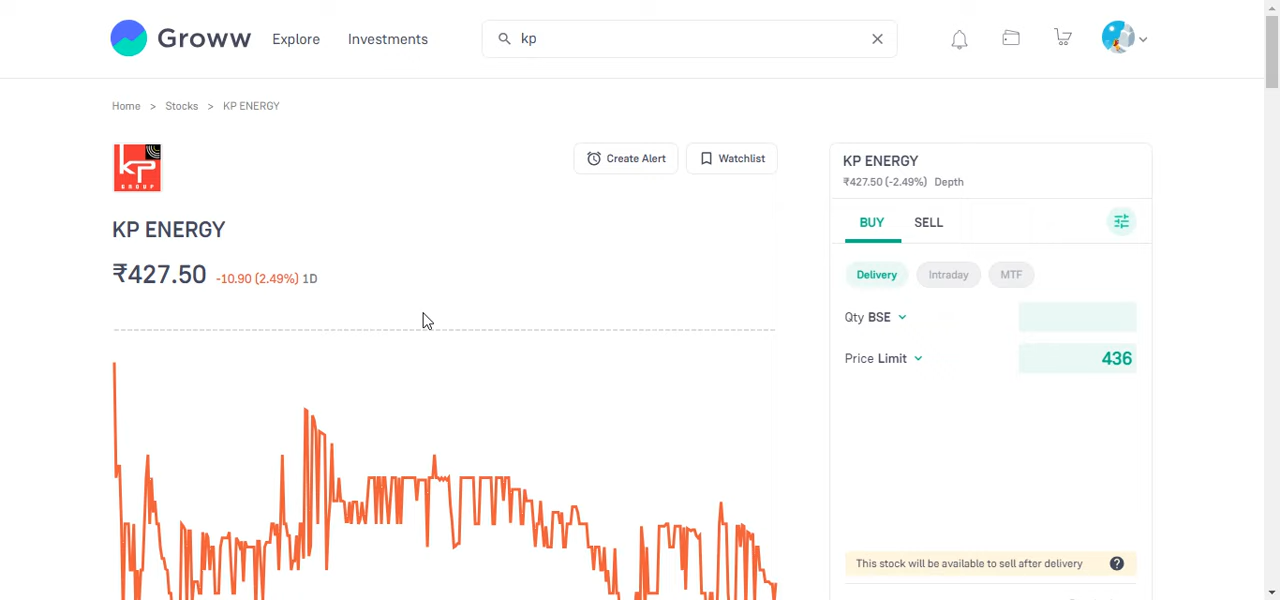 Groww Explore Investments kp
Home > Stocks > KP ENERGY
kp
GROUP
Create Alert Watchlist
KP ENERGY
₹427.50 -10.90 (2.49%) 1D
KP ENERGY
₹427.50 (-2.49%) Depth
BUY SELL
Delivery Intraday MTF
Qty BSE
Price Limit 436
This stock will be available to sell after delivery ?